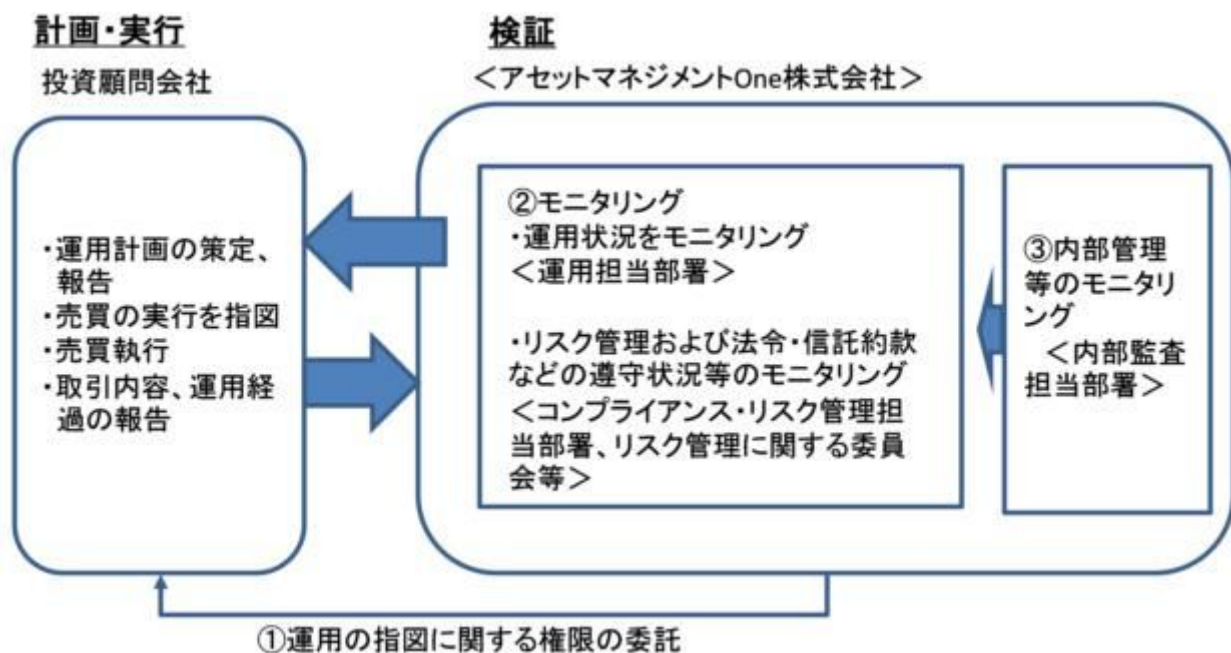 計画・実行
投資顧問会社
・運用計画の策定、
報告
・売買の実行を指図
・売買執行
・取引内容、運用経
過の報告
検証
＜アセットマネジメントOne株式会社＞
②モニタリング
・運用状況をモニタリング
＜運用担当部署＞
・リスク管理および法令・信託約款
などの遵守状況等のモニタリング
＜コンプライアンス・リスク管理担
当部署、リスク管理に関する委員
会等＞
③内部管理
等のモニタリ
ング
＜内部監査
担当部署＞
①運用の指図に関する権限の委託